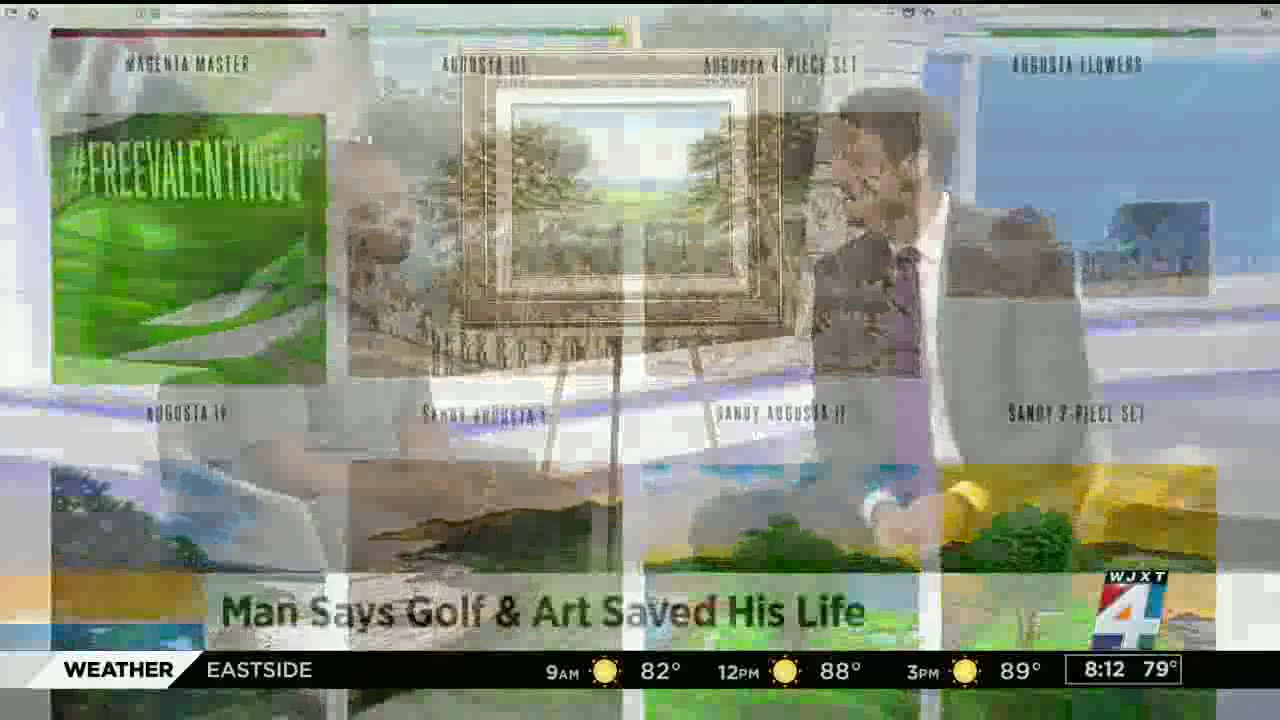 MAGENTA MASTER
AUGUSTA III
AUGUSTA 4-PIECE SET
AUGUSTA FLOWERS
#FREEVALENTINOL
AUGUSTA IV
SANDY AUGUSTA I
SANDY AUGUSTA II
SANDY 2-PIECE SET
Man Says Golf & Art Saved His Life
WJXT
4
WEATHER EASTSIDE 9AM 82° 12PM 88° 3PM 89° 8:12 79°